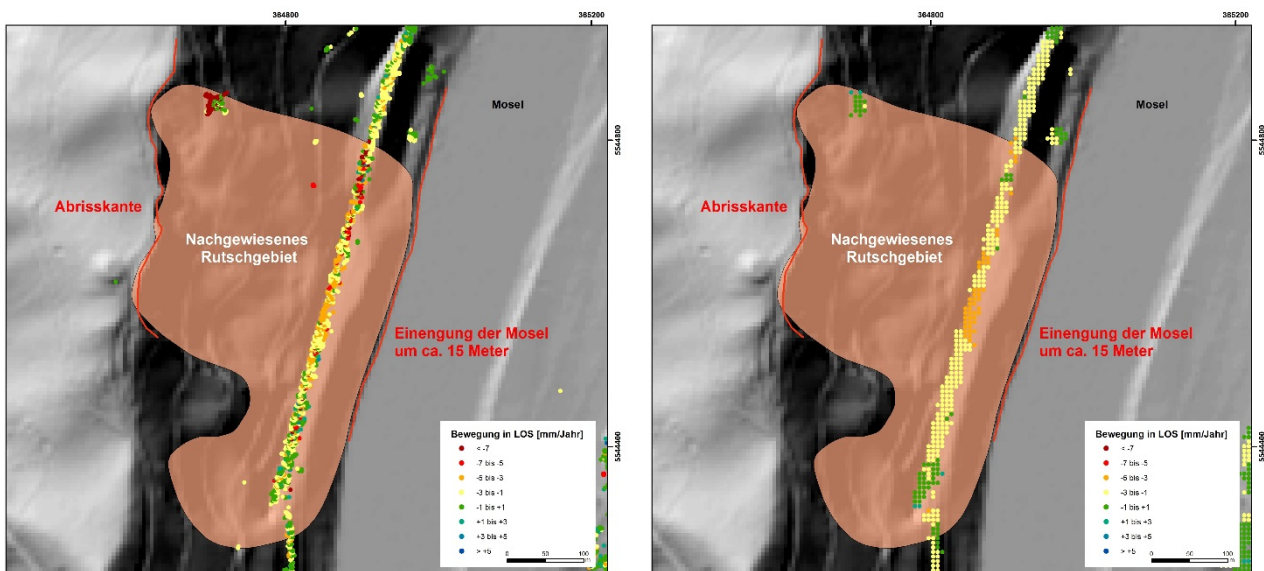 384800
385200
Mosel
5544800
Abrisskante
Nachgewiesenes
Rutschgebiet
Einengung der Mosel
um ca. 15 Meter
5544400
Bewegung in LOS [mm/Jahr]
< -7
-7 bis -5
-5 bis -3
-3 bis -1
-1 bis +1
+1 bis +3
+3 bis +5
> +5
0 50 100
364800
385200
Mosel
5544800
Abrisskante
Nachgewiesenes
Rutschgebiet
Einengung der Mosel
um ca. 15 Meter
5544400
Bewegung in LOS [mm/Jahr]
< -7
-7 bis -5
-5 bis -3
-3 bis -1
-1 bis +1
+1 bis +3
+3 bis +5
> +5
0 50 100